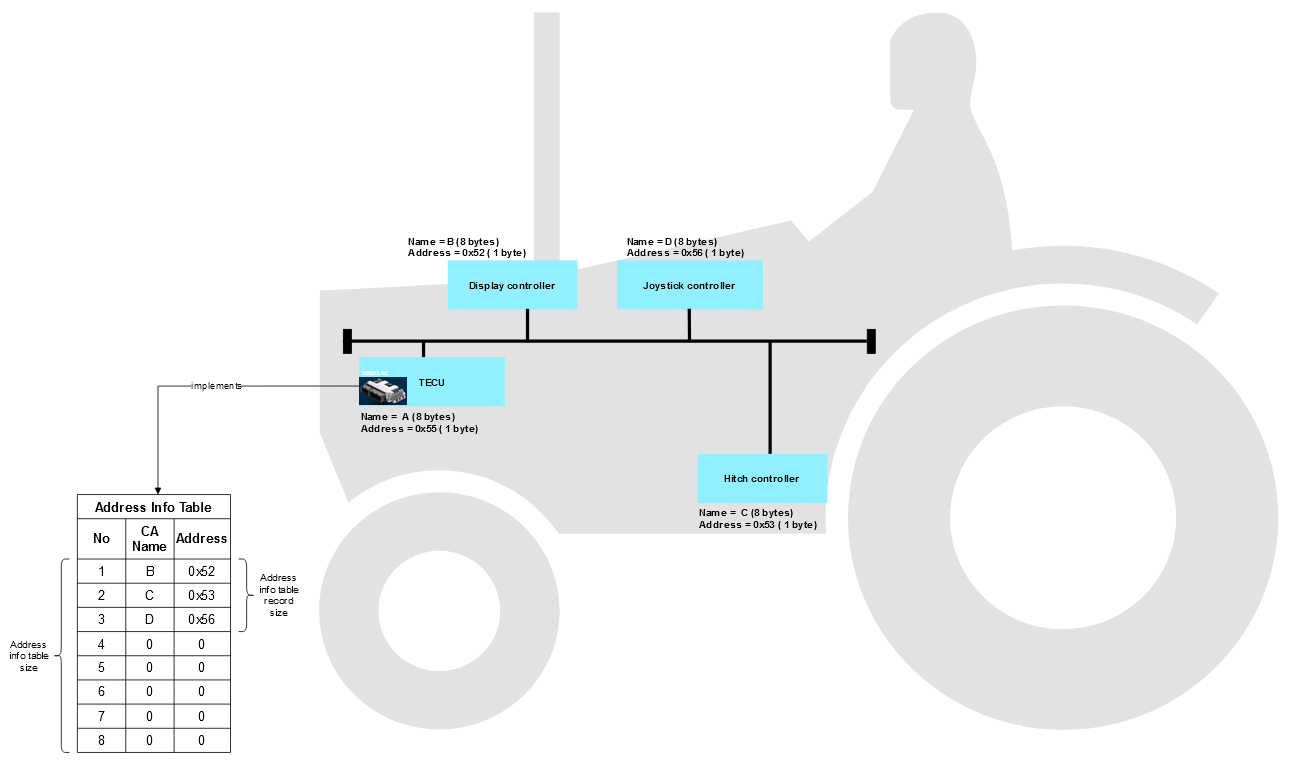 Name = B (8 bytes)
Address = 0x52 ( 1 byte)
Name = D (8 bytes)
Address = 0x56 ( 1 byte)
Display controller
Joystick controller
TECU
implements
Name = A (8 bytes)
Address = 0x55 ( 1 byte)
Hitch controller
Name = C (8 bytes)
Address = 0x53 ( 1 byte)
Address Info Table
No CA Name Address
1 B 0x52
2 C 0x53
3 D 0x56
4 0 0
5 0 0
6 0 0
7 0 0
8 0 0
Address
info table
record
size
Address
info table
size